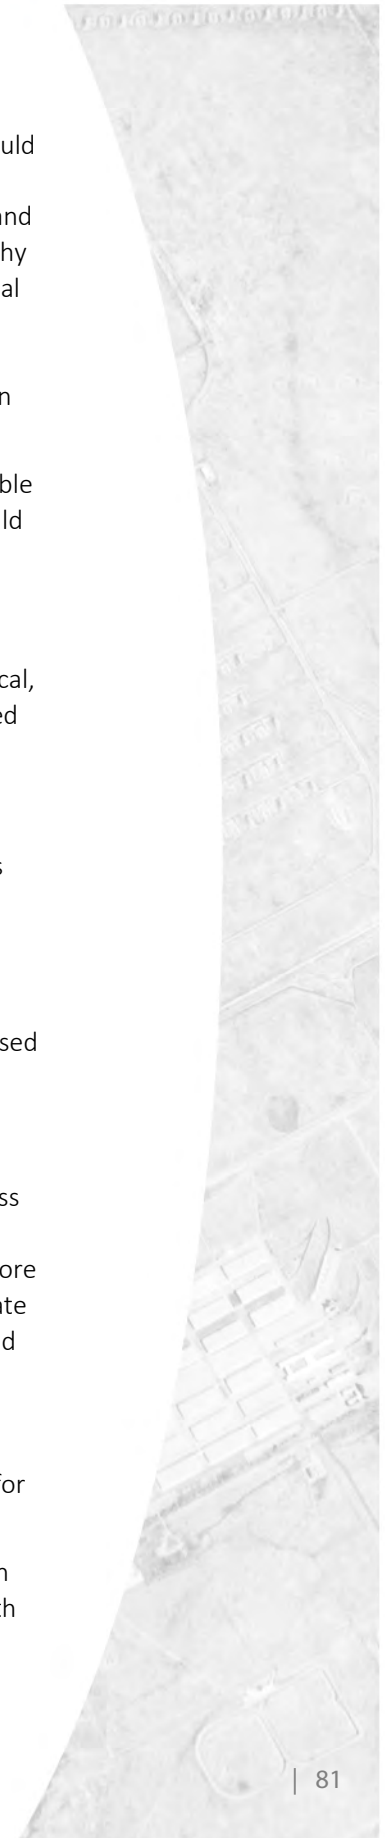 uld
and
hy
al
n
ble
ld
cal,
ed
s
sed
ss
ore
ate
d
for
n
th
| 81